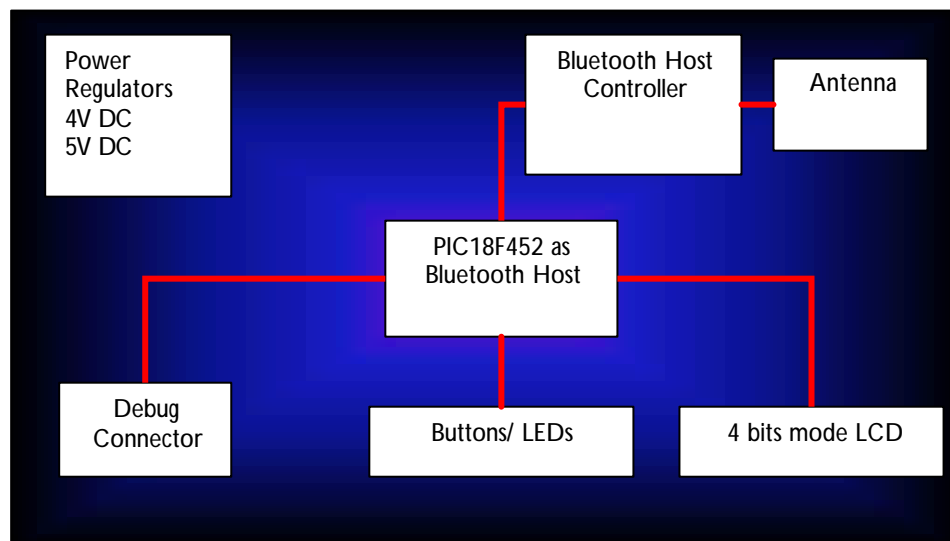 Power
Regulators
4V DC
5V DC
Bluetooth Host
Controller
Antenna
PIC18F452 as
Bluetooth Host
Debug
Connector
Buttons/ LEDs
4 bits mode LCD